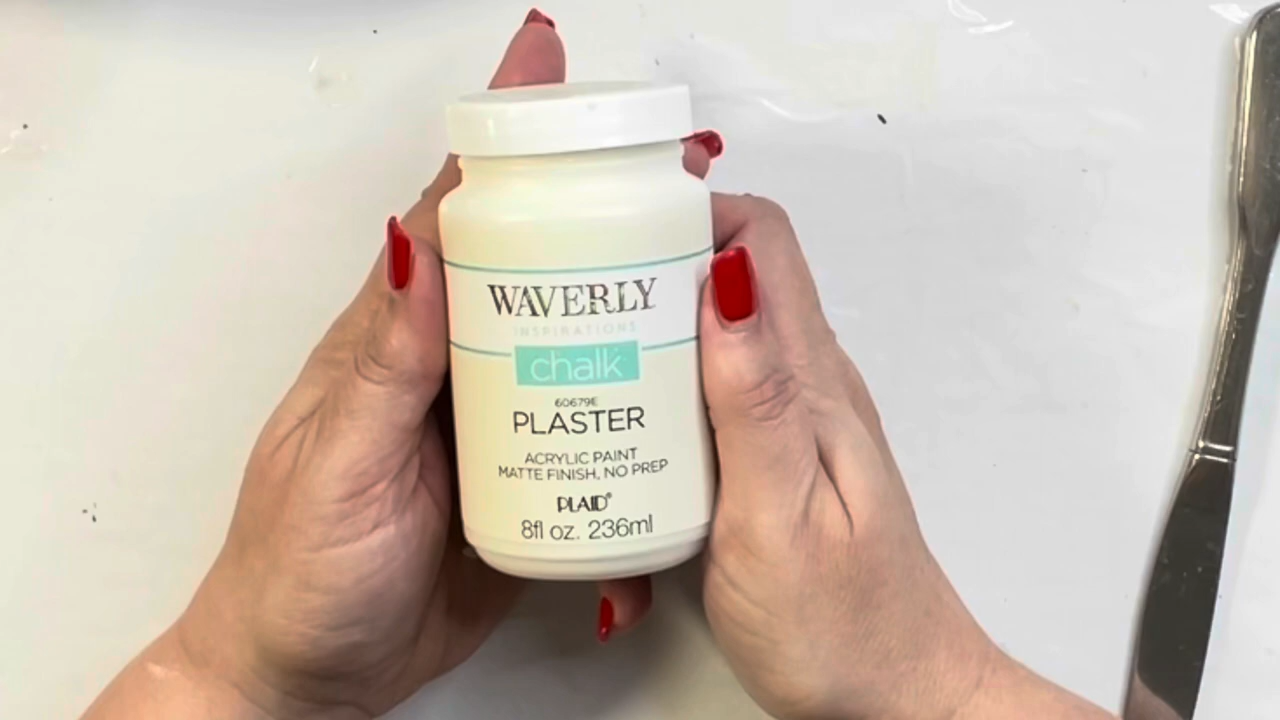 WAVERLY
INSPIRATIONS
chalk
60679E
PLASTER
ACRYLIC PAINT
MATTE FINISH, NO PREP
PLAID®
8fl oz. 236ml